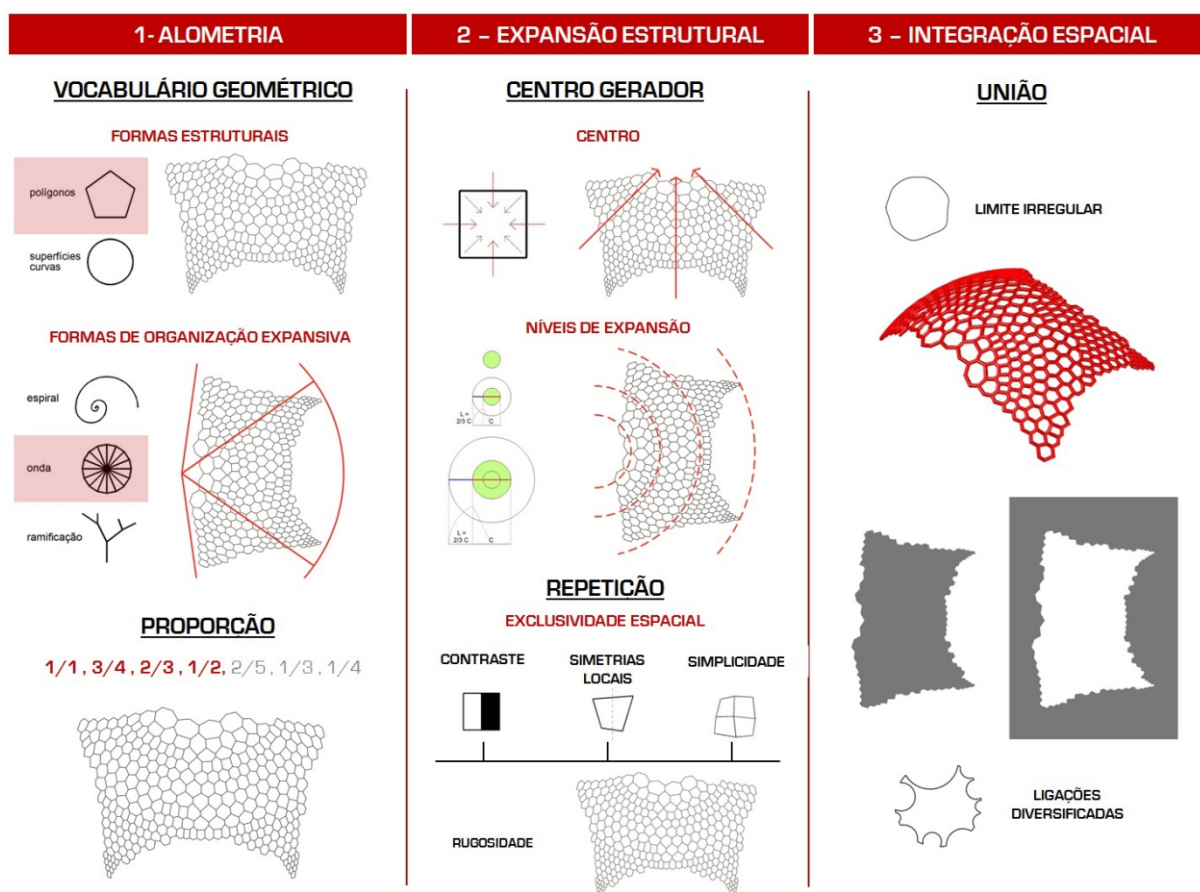 1- ALOMETRIA
VOCABULÁRIO GEOMÉTRICO
FORMAS ESTRUTURAIS
polígonos
superfícies
curvas
FORMAS DE ORGANIZAÇÃO EXPANSIVA
espiral
onda
ramificação
PROPORÇÃO
1/1 , 3/4 , 2/3 , 1/2, 2/5 , 1/3 , 1/4
2 – EXPANSÃO ESTRUTURAL
CENTRO GERADOR
CENTRO
NÍVEIS DE EXPANSÃO
L =
2/3 C
C
L =
2/3 C
C
REPETIÇÃO
EXCLUSIVIDADE ESPACIAL
CONTRASTE
SIMETRIAS
LOCAIS
SIMPLICIDADE
RUGOSIDADE
3 – INTEGRAÇÃO ESPACIAL
UNIÃO
LIMITE IRREGULAR
LIGAÇÕES
DIVERSIFICADAS